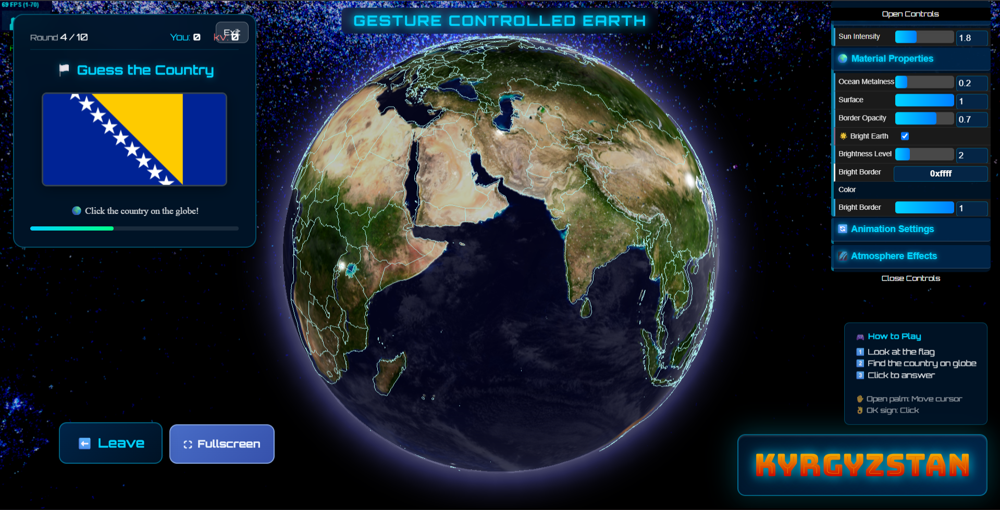 69 FPS (1-70)
GESTURE CONTROLLED EARTH
Round 4 / 10
You: 0
kv: 0
Exit
Guess the Country
Click the country on the globe!
Leave
Fullscreen
Open Controls
Sun Intensity 1.8
Material Properties
Ocean Metalness 0.2
Surface 1
Border Opacity 0.7
Bright Earth
Brightness Level 2
Bright Border 0xffff
Color
Bright Border 1
Animation Settings
Atmosphere Effects
Close Controls
How to Play
1 Look at the flag
2 Find the country on globe
3 Click to answer
Open palm: Move cursor
OK sign: Click
KYRGYZSTAN